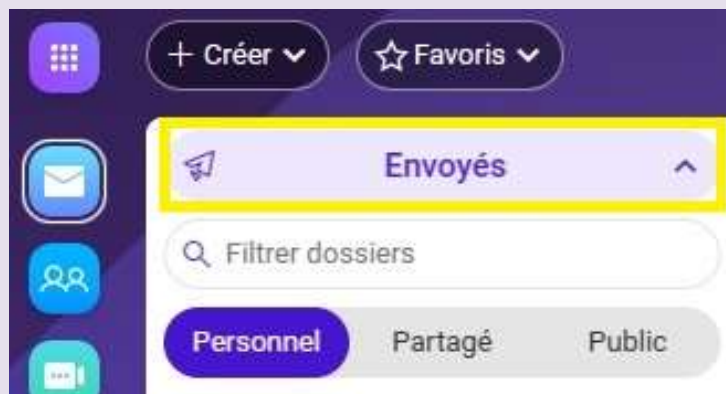 Créer Favoris
Envoyés
Filtrer dossiers
Personnel Partagé Public